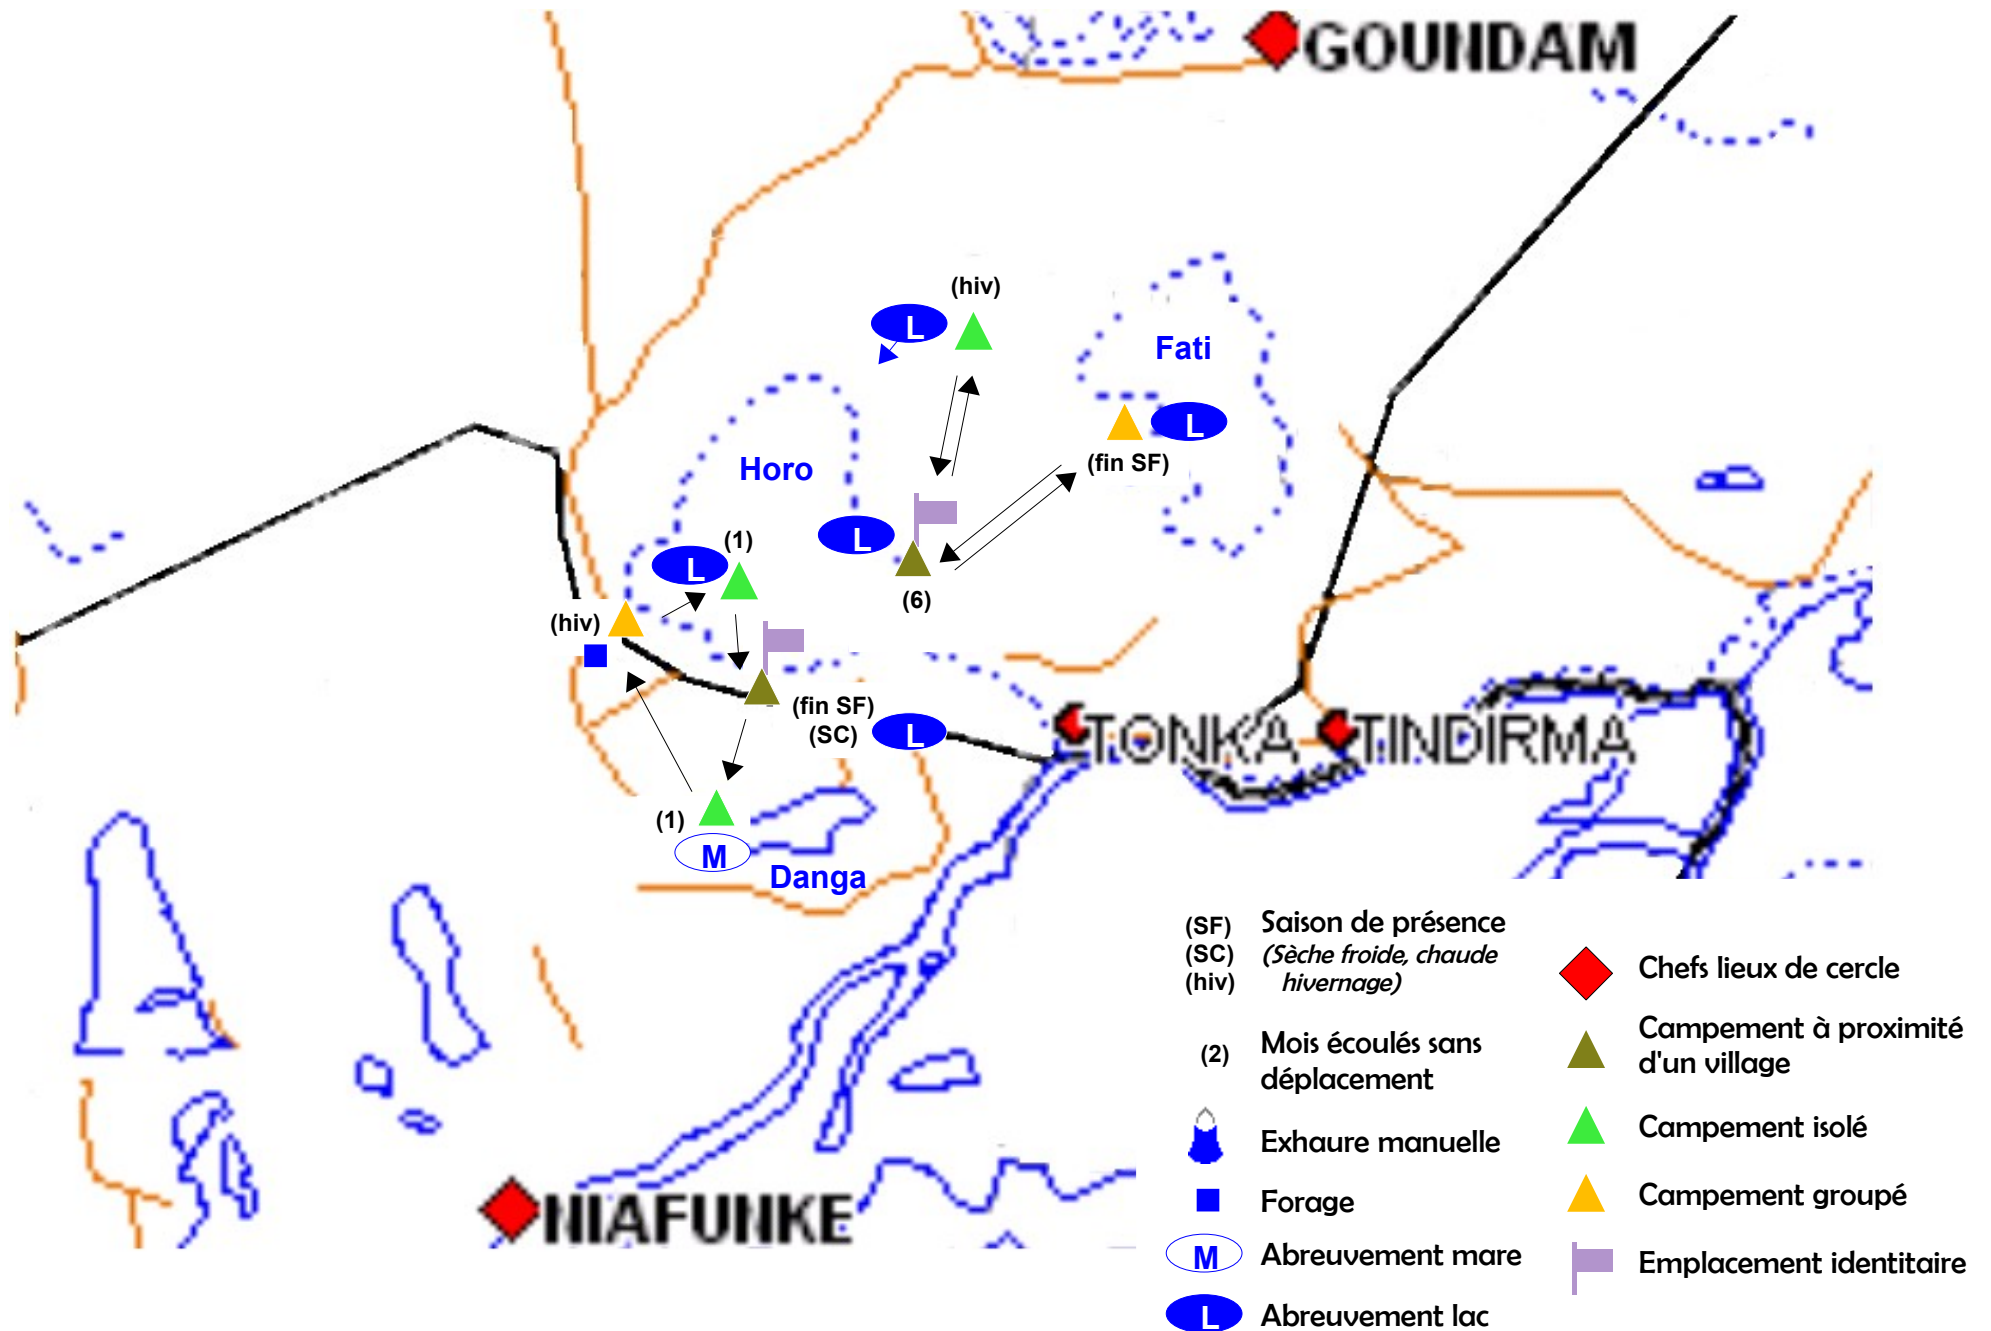 GOUNDAM
(hiv)
L
Fati
L
(fin SF)
Horo
L
(1)
L
(6)
(hiv)
(fin SF)
(SC)
L
TONKA
TINDIRMA
(1)
M
Danga
NIAFUNKE
(SF)
(SC)
(hiv)
Saison de présence
(Sèche froide, chaude
hivernage)
(2)
Mois écoulés sans
déplacement
Exhaure manuelle
Forage
M
Abreuvement mare
L
Abreuvement lac
Chefs lieux de cercle
Campement à proximité
d'un village
Campement isolé
Campement groupé
Emplacement identitaire